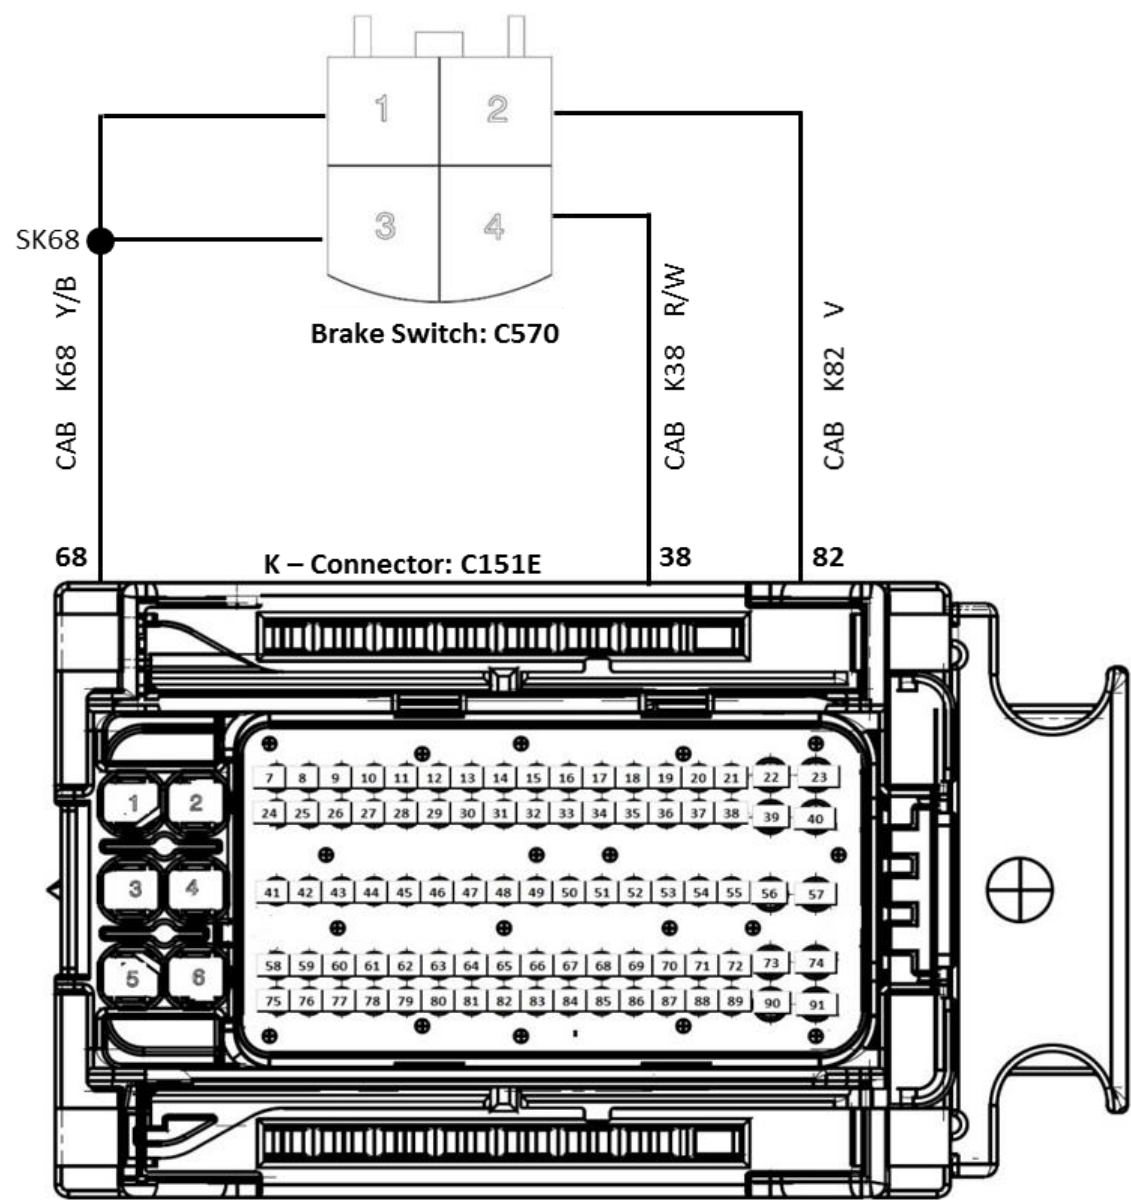 1 2
3 4
SK68
Brake Switch: C570
CAB K68 Y/B
CAB K38 R/W
CAB K82 V
68
K – Connector: C151E
38
82
7 8 9 10 11 12 13 14 15 16 17 18 19 20 21 22 23
24 25 26 27 28 29 30 31 32 33 34 35 36 37 38 39 40
1 2
41 42 43 44 45 46 47 48 49 50 51 52 53 54 55 56 57
3 4
58 59 60 61 62 63 64 65 66 67 68 69 70 71 72 73 74
5 6
75 76 77 78 79 80 81 82 83 84 85 86 87 88 89 90 91